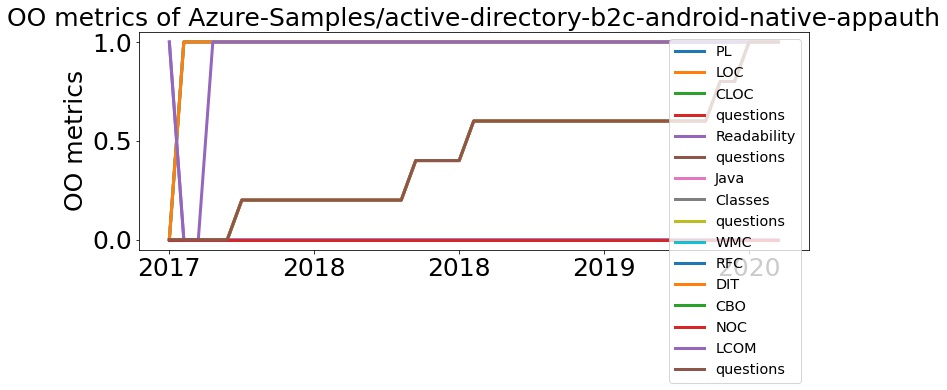 OO metrics of Azure-Samples/active-directory-b2c-android-native-appauth
OO metrics
1.0
0.5
0.0
2017
2018
2018
2019
2020
PL
LOC
CLOC
questions
Readability
questions
Java
Classes
questions
WMC
RFC
DIT
CBO
NOC
LCOM
questions